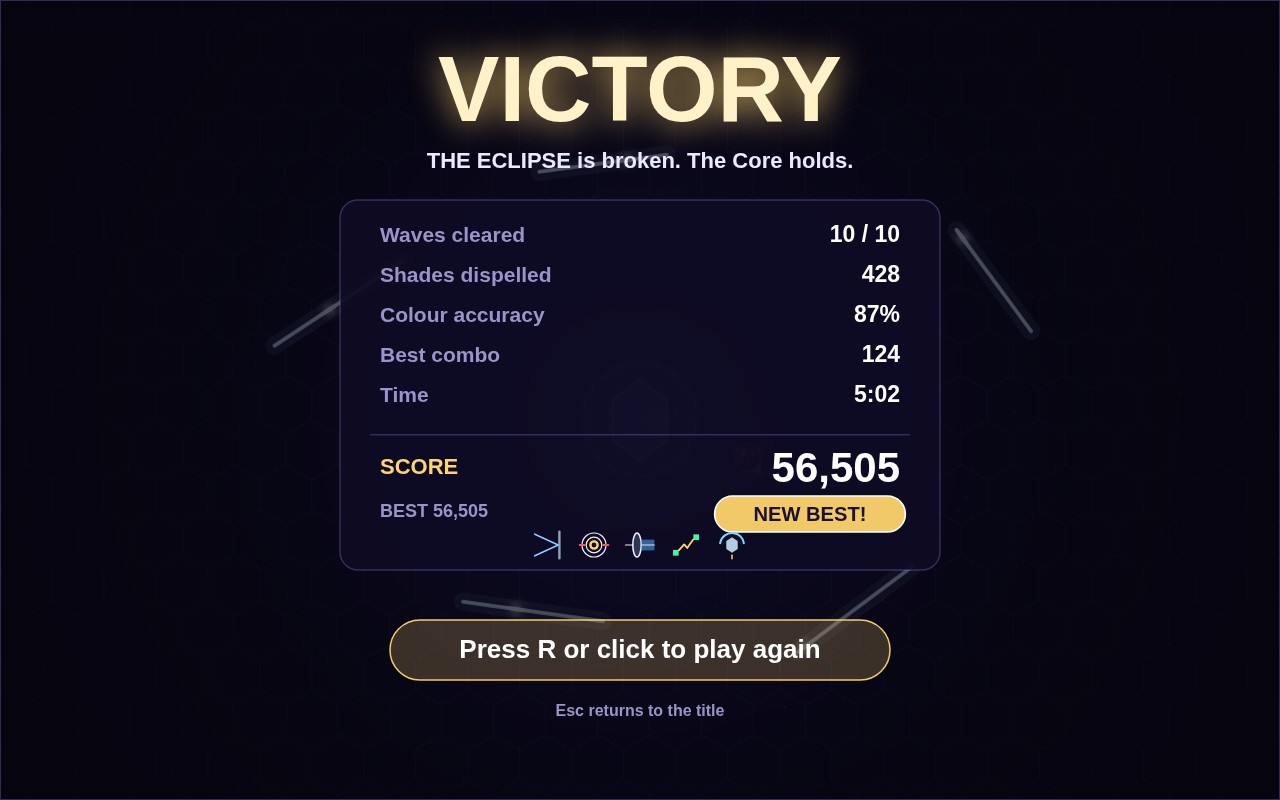 VICTORY
THE ECLIPSE is broken. The Core holds.
Waves cleared 10 / 10
Shades dispelled 428
Colour accuracy 87%
Best combo 124
Time 5:02
SCORE 56,505
BEST 56,505 NEW BEST!
Press R or click to play again
Esc returns to the title